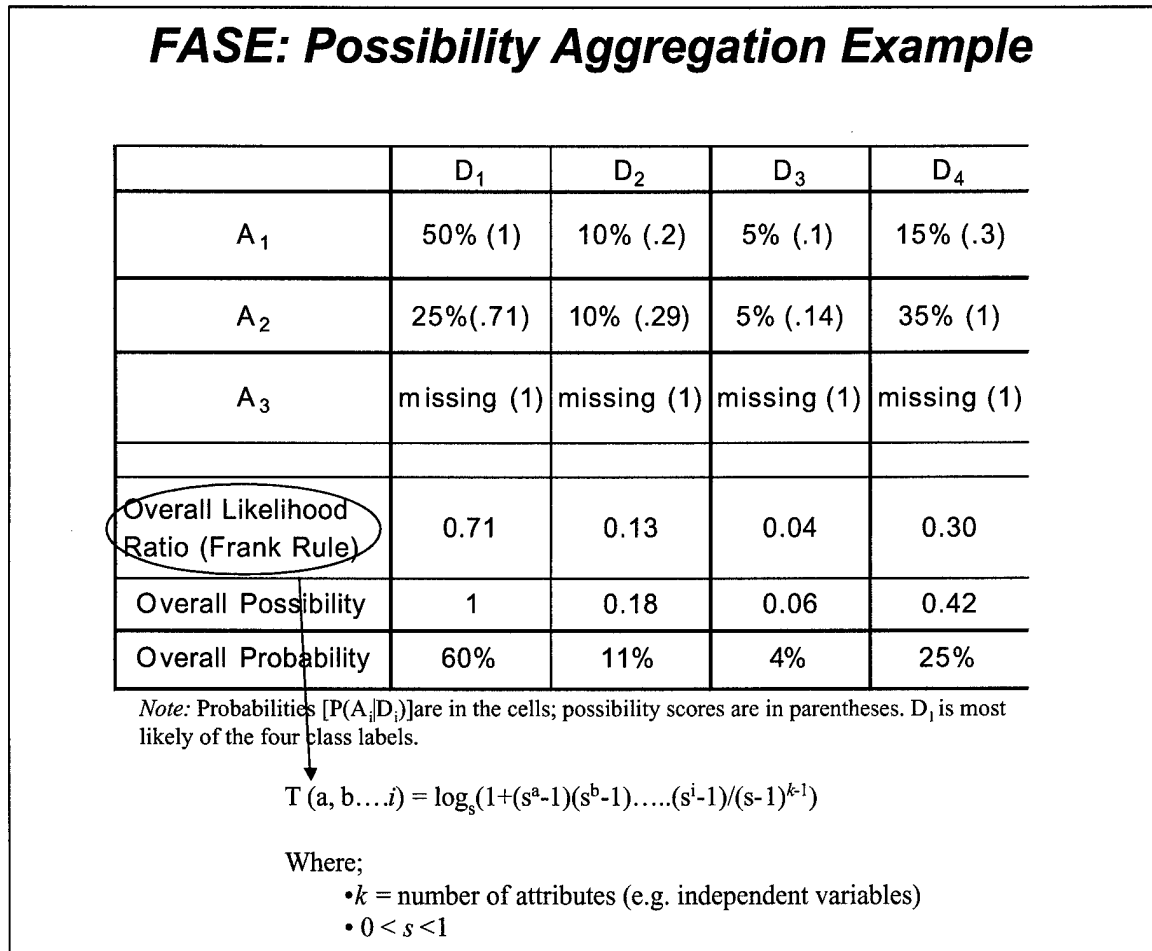 FASE: Possibility Aggregation Example
D₁ D₂ D₃ D₄
A₁ 50% (1) 10% (.2) 5% (.1) 15% (.3)
A₂ 25%(.71) 10% (.29) 5% (.14) 35% (1)
A₃ missing (1) missing (1) missing (1) missing (1)
Overall Likelihood
Ratio (Frank Rule) 0.71 0.13 0.04 0.30
Overall Possibility 1 0.18 0.06 0.42
Overall Probability 60% 11% 4% 25%
Note: Probabilities [P(Aᵢ|Dᵢ)]are in the cells; possibility scores are in parentheses. D₁ is most
likely of the four class labels.
T (a, b….i) = logₛ(1+(sᵃ-1)(sᵇ-1)…..(sⁱ-1)/(s-1)ᵏ⁻¹)
Where;
•k = number of attributes (e.g. independent variables)
• 0 < s <1